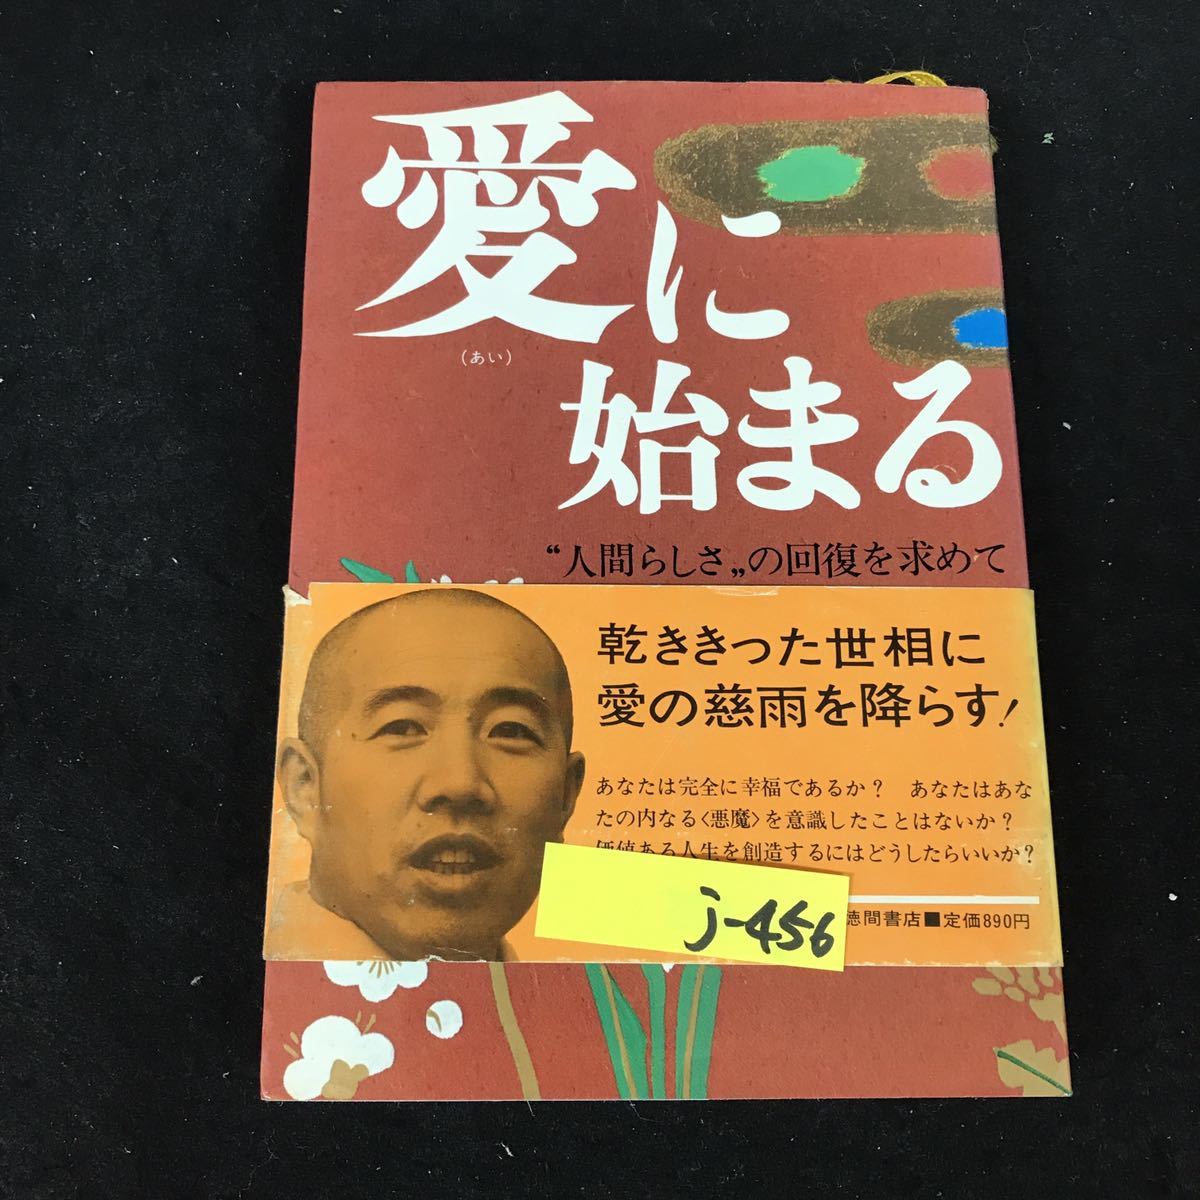 愛に
(あい)
始まる
“人間らしさ„の回復を求めて
乾ききった世相に
愛の慈雨を降らす!
あなたは完全に幸福であるか? あなたはあな
たの内なる〈悪魔〉を意識したことはないか?
価値ある人生を創造するにはどうしたらいいか?
徳間書店■定価890円
j-456